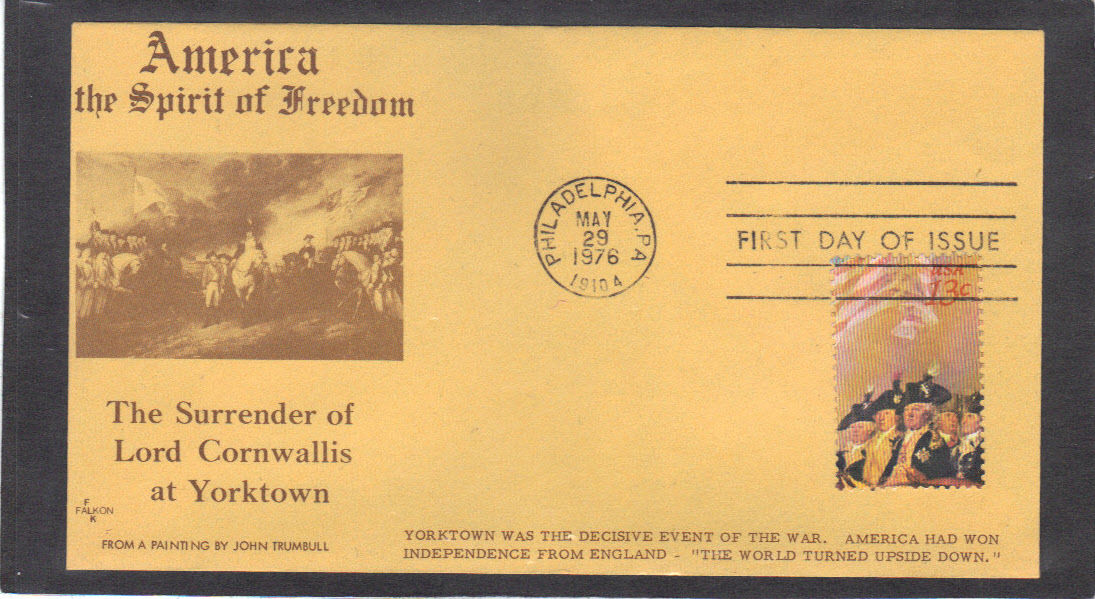 America
the Spirit of Freedom
PHILADELPHIA, PA
MAY
29
1976
19104
FIRST DAY OF ISSUE
USA
13c
The Surrender of
Lord Cornwallis
at Yorktown
F
FALKON
K
FROM A PAINTING BY JOHN TRUMBULL
YORKTOWN WAS THE DECISIVE EVENT OF THE WAR. AMERICA HAD WON
INDEPENDENCE FROM ENGLAND - "THE WORLD TURNED UPSIDE DOWN."